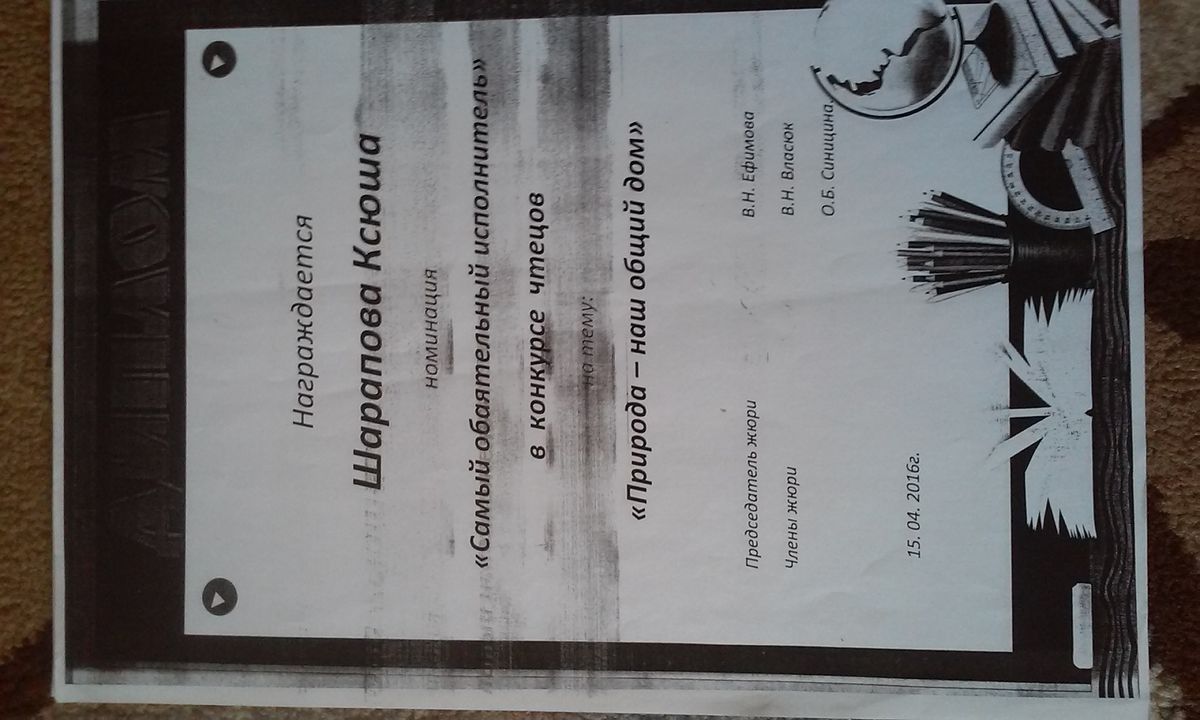 ДИПЛОМ
Награждается
Шарапова Ксюша
номинация
«Самый обаятельный исполнитель»
в конкурсе чтецов
на тему:
«Природа – наш общий дом»
Председатель жюри В.Н. Ефимова
Члены жюри В.Н. Власюк
О.Б. Синицина.
15. 04. 2016г.